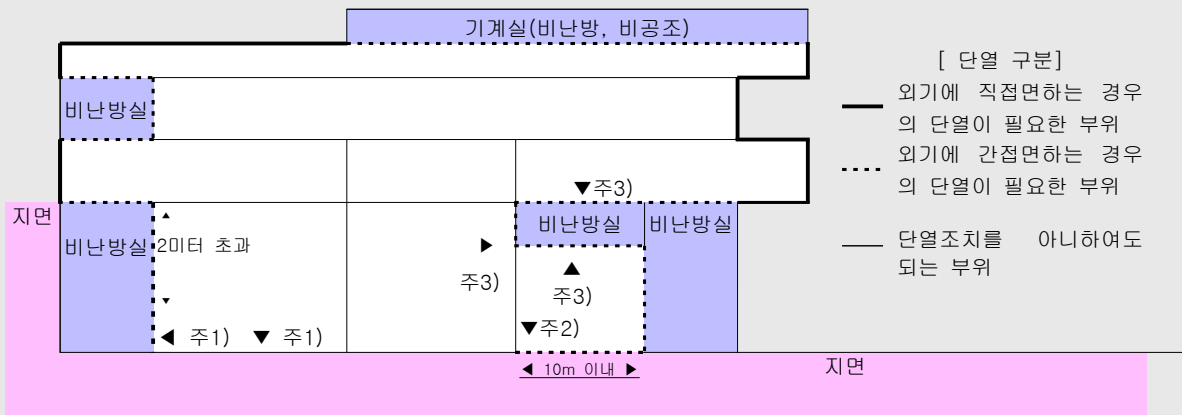 기계실(비난방, 비공조)
[ 단열 구분]
외기에 직접면하는 경우
의 단열이 필요한 부위
외기에 간접면하는 경우
의 단열이 필요한 부위
단열조치를 아니하여도
되는 부위
비난방실
▼주3)
지면
비난방실
비난방실
비난방실
▲
2미터 초과
▼
▶
주3)
▲
주3)
▼주2)
◀ 주1) ▼ 주1)
◀ 10m 이내 ▶
지면